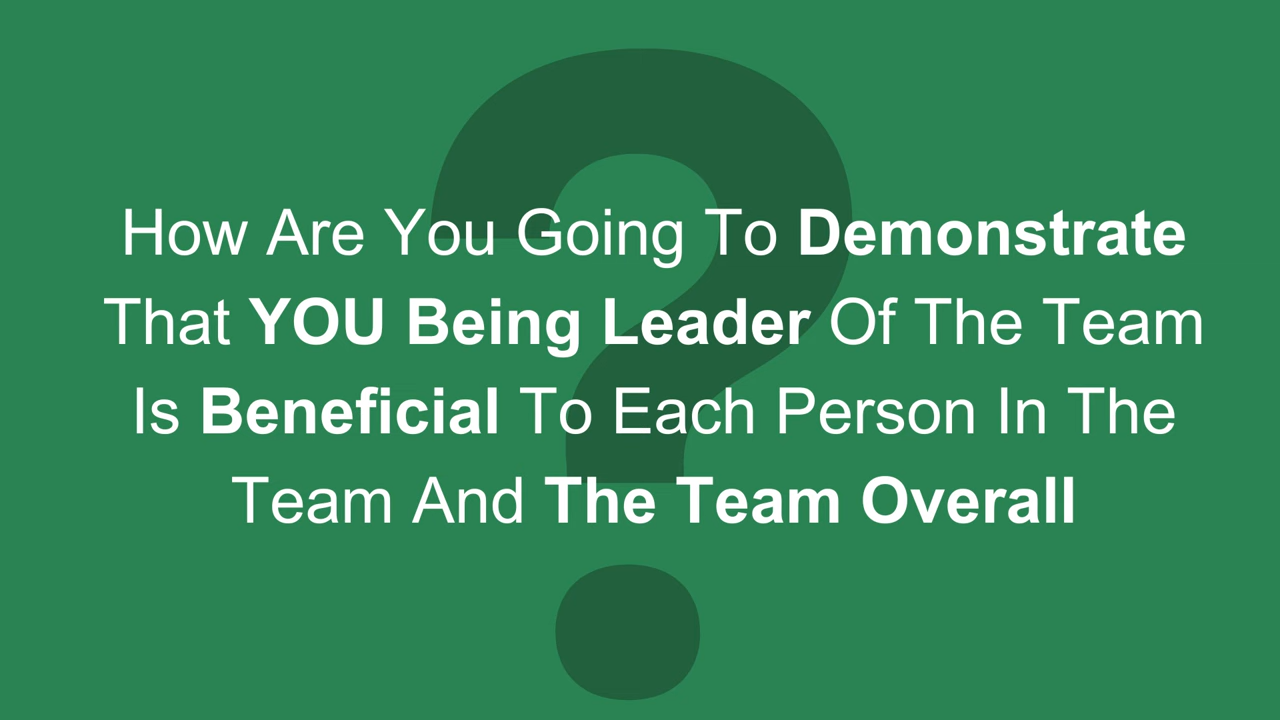 How Are You Going To Demonstrate
That YOU Being Leader Of The Team
Is Beneficial To Each Person In The
Team And The Team Overall
?